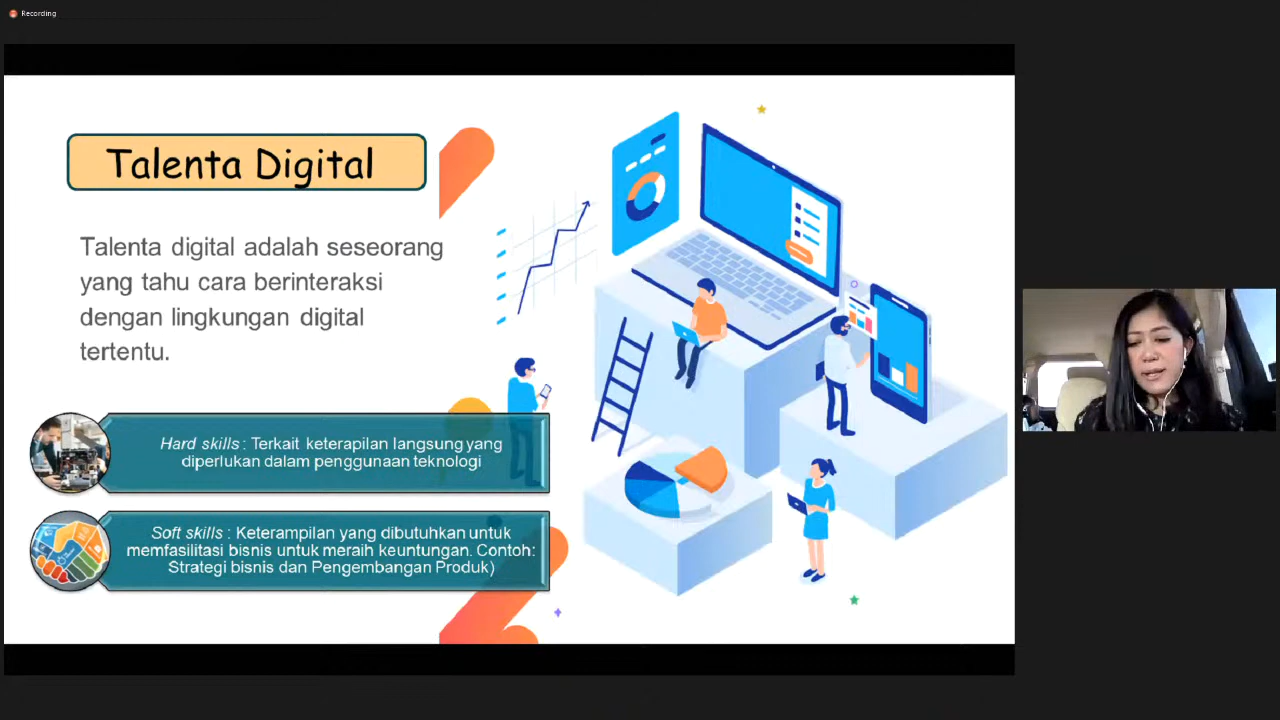 Recording
Talenta Digital
Talenta digital adalah seseorang
yang tahu cara berinteraksi
dengan lingkungan digital
tertentu.
Hard skills : Terkait keterapilan langsung yang
diperlukan dalam penggunaan teknologi
Soft skills : Keterampilan yang dibutuhkan untuk
memfasilitasi bisnis untuk meraih keuntungan. Contoh:
Strategi bisnis dan Pengembangan Produk)